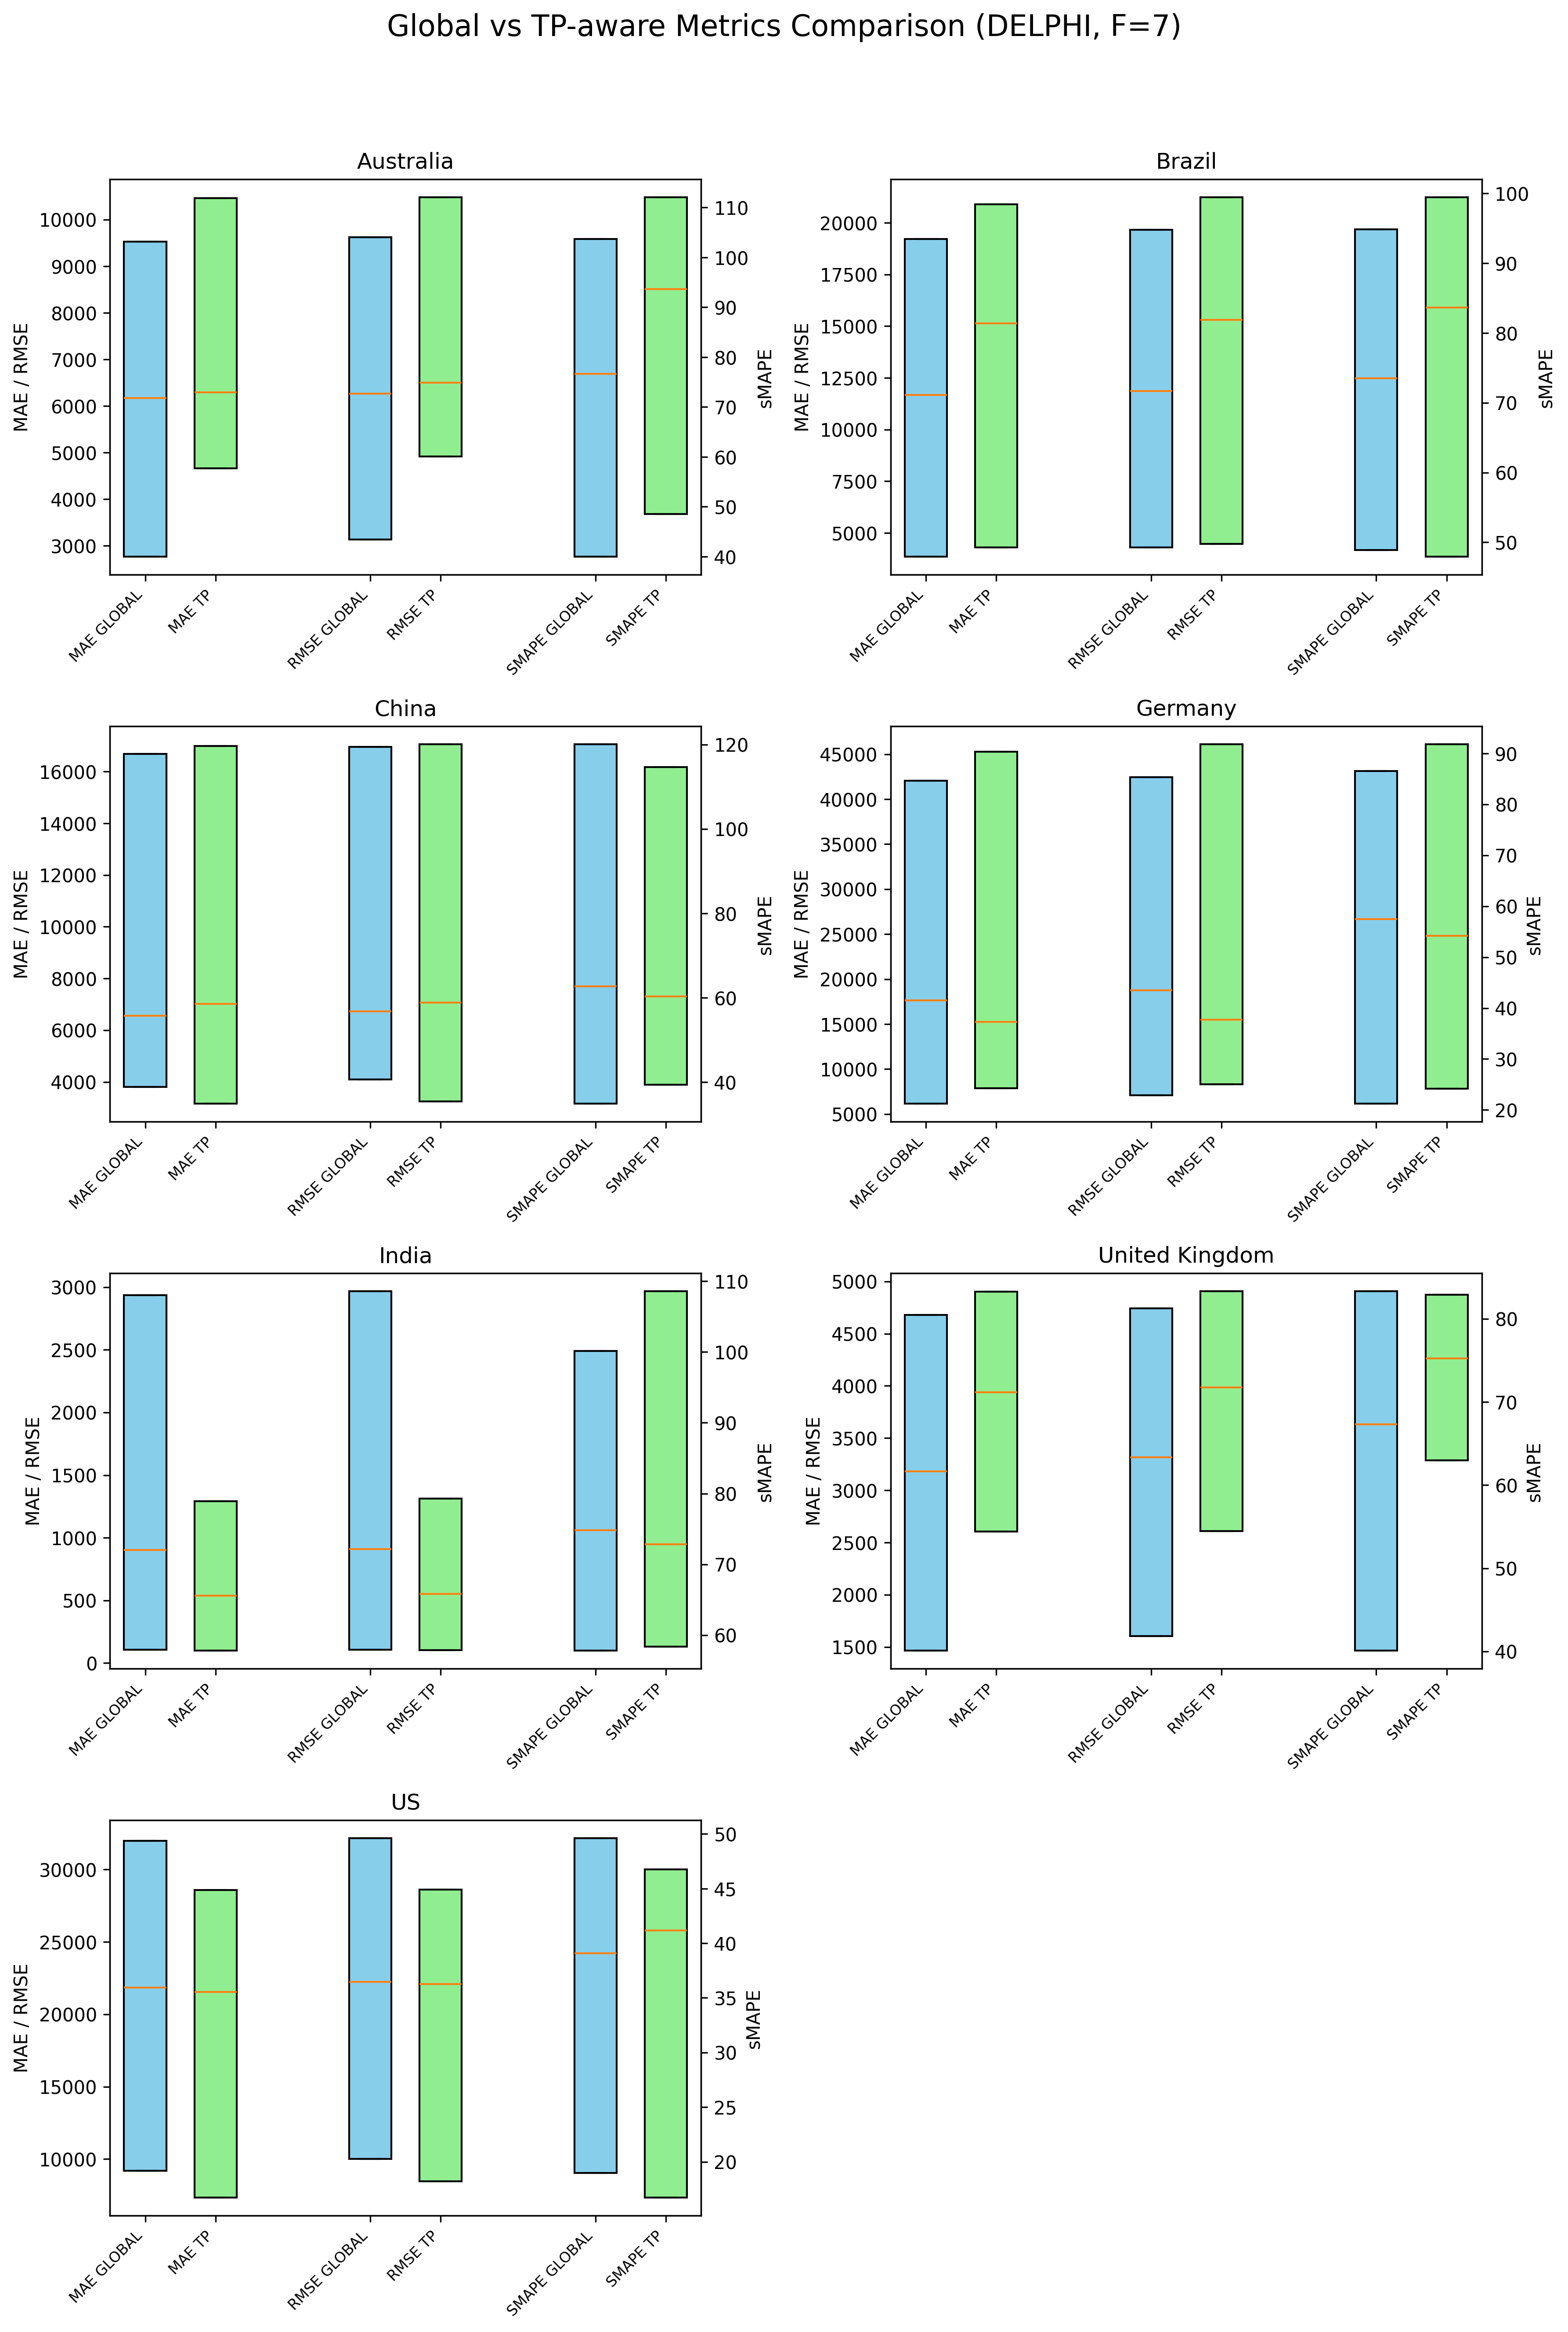 Global vs TP-aware Metrics Comparison (DELPHI, F=7)
Australia
MAE / RMSE
10000
9000
8000
7000
6000
5000
4000
3000
110
100
90
80
70
60
50
40
sMAPE
MAE GLOBAL
MAE TP
RMSE GLOBAL
RMSE TP
SMAPE GLOBAL
SMAPE TP
Brazil
MAE / RMSE
20000
17500
15000
12500
10000
7500
5000
100
90
80
70
60
50
sMAPE
MAE GLOBAL
MAE TP
RMSE GLOBAL
RMSE TP
SMAPE GLOBAL
SMAPE TP
China
MAE / RMSE
16000
14000
12000
10000
8000
6000
4000
120
100
80
60
40
sMAPE
MAE GLOBAL
MAE TP
RMSE GLOBAL
RMSE TP
SMAPE GLOBAL
SMAPE TP
Germany
MAE / RMSE
45000
40000
35000
30000
25000
20000
15000
10000
5000
90
80
70
60
50
40
30
20
sMAPE
MAE GLOBAL
MAE TP
RMSE GLOBAL
RMSE TP
SMAPE GLOBAL
SMAPE TP
India
MAE / RMSE
3000
2500
2000
1500
1000
500
0
110
100
90
80
70
60
sMAPE
MAE GLOBAL
MAE TP
RMSE GLOBAL
RMSE TP
SMAPE GLOBAL
SMAPE TP
United Kingdom
MAE / RMSE
5000
4500
4000
3500
3000
2500
2000
1500
80
70
60
50
40
sMAPE
MAE GLOBAL
MAE TP
RMSE GLOBAL
RMSE TP
SMAPE GLOBAL
SMAPE TP
US
MAE / RMSE
30000
25000
20000
15000
10000
50
45
40
35
30
25
20
sMAPE
MAE GLOBAL
MAE TP
RMSE GLOBAL
RMSE TP
SMAPE GLOBAL
SMAPE TP